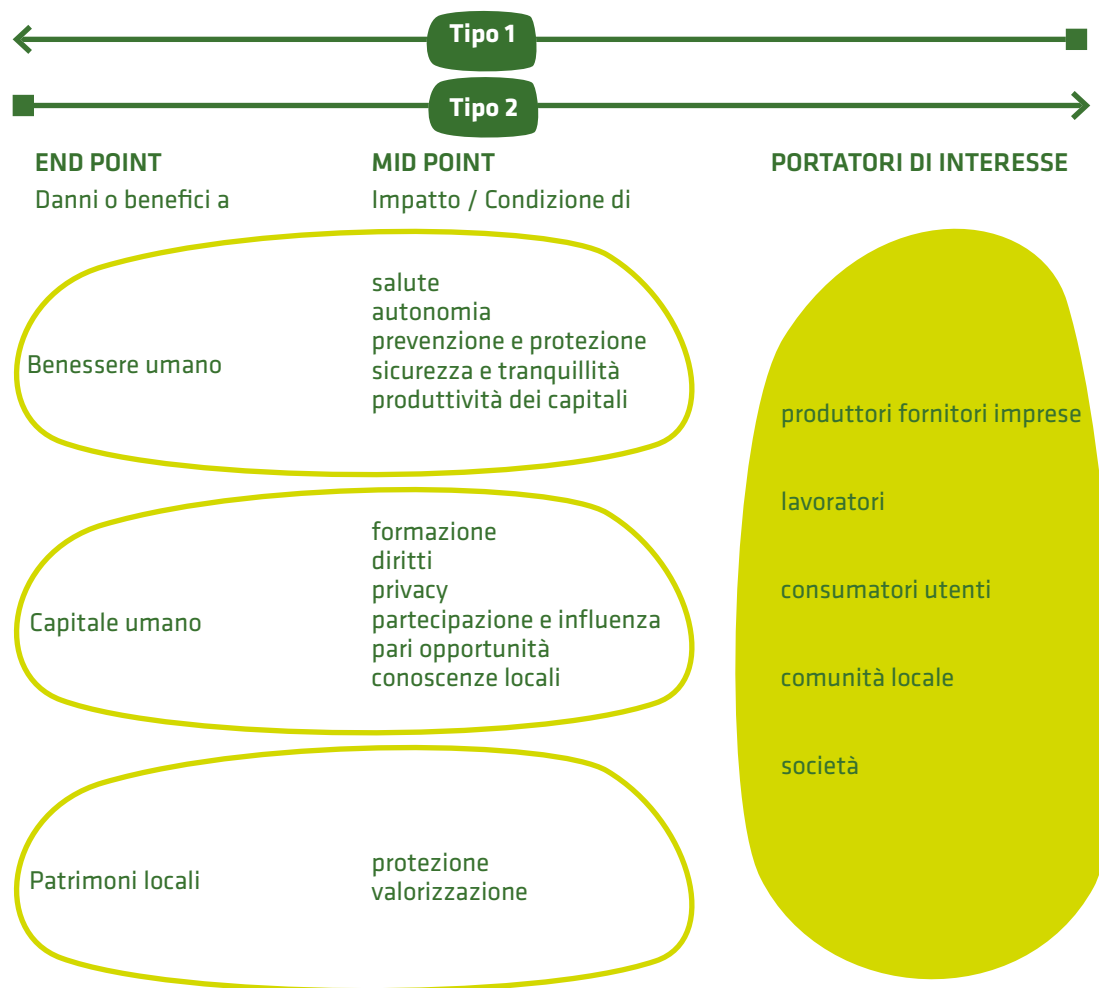 Tipo 1
Tipo 2
END POINT
Danni o benefici a
MID POINT
Impatto / Condizione di
PORTATORI DI INTERESSE
Benessere umano
salute
autonomia
prevenzione e protezione
sicurezza e tranquillità
produttività dei capitali
Capitale umano
formazione
diritti
privacy
partecipazione e influenza
pari opportunità
conoscenze locali
Patrimoni locali
protezione
valorizzazione
produttori fornitori imprese
lavoratori
consumatori utenti
comunità locale
società